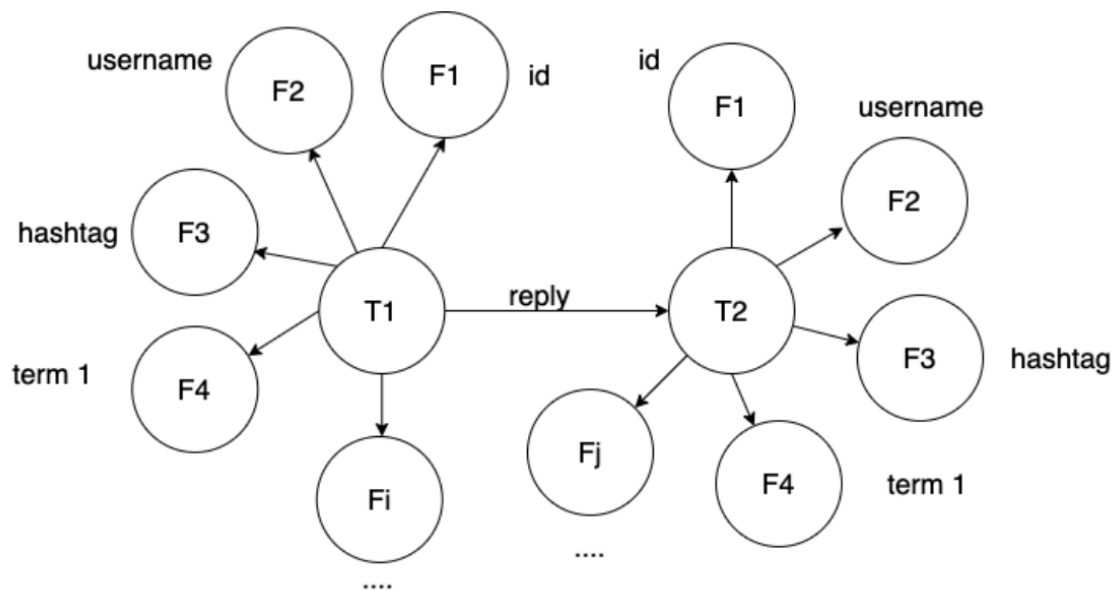 username
F2
F1
id
id
F1
username
F2
hashtag
F3
T1
reply
T2
F3
hashtag
term 1
F4
Fi
....
Fj
....
F4
term 1